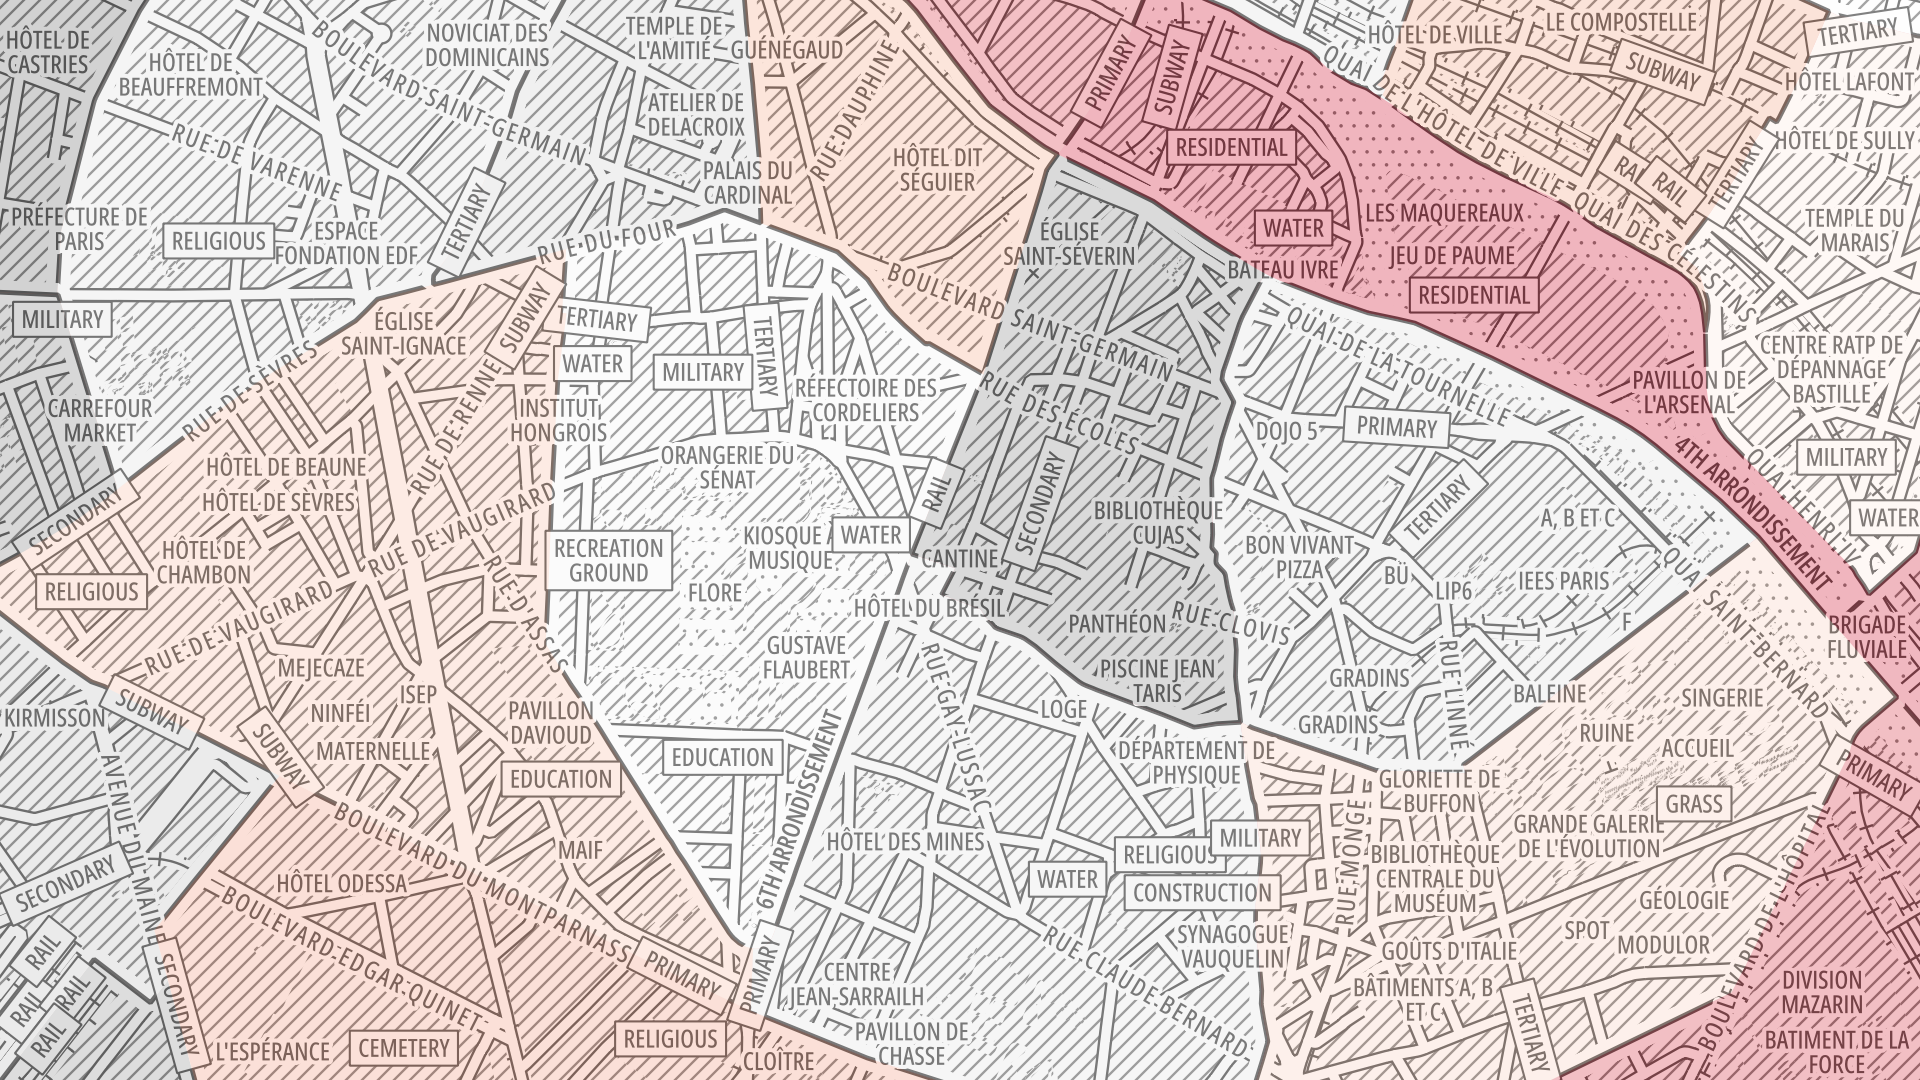 HÔTEL DE
CASTRIES
HÔTEL DE
BEAUFFREMONT
BOULEVARD SAINT-GERMAIN
NOVICIAT DES
DOMINICAINS
TEMPLE DE
L'AMITIÉ
GUÉNÉGAUD
ATELIER DE
DELACROIX
RUE DAUPHINE
PRIMARY
SUBWAY
HÔTEL DE VILLE
LE COMPOSTELLE
SUBWAY
TERTIARY
HÔTEL LAFONT
QUAI DE L'HÔTEL DE VILLE
HÔTEL DE SULLY
RUE DE VARENNE
PALAIS DU
CARDINAL
HÔTEL DIT
SÉGUIER
RESIDENTIAL
RAIL
RAIL
TERTIARY
PRÉFECTURE DE
PARIS
RELIGIOUS
ESPACE
FONDATION EDF
TERTIARY
RUE DU FOUR
ÉGLISE
SAINT-SÉVERIN
WATER
LES MAQUEREAUX
JEU DE PAUME
QUAI DES CÉLESTINS
TEMPLE DU
MARAIS
BATEAU IVRE
RESIDENTIAL
BOULEVARD SAINT-GERMAIN
MILITARY
ÉGLISE
SAINT-IGNACE
SUBWAY
TERTIARY
WATER
MILITARY
TERTIARY
QUAI DE LA TOURNELLE
CENTRE RATP DE
DÉPANNAGE
BASTILLE
PAVILLON DE
L'ARSENAL
CARREFOUR
MARKET
RUE DE SÈVRES
RUE DE RENNE
INSTITUT
HONGROIS
RÉFECTOIRE DES
CORDELIERS
RUE DES ÉCOLES
DOJO 5
PRIMARY
4TH ARRONDISSEMENT
QUAI HENRI IV
MILITARY
WATER
HÔTEL DE BEAUNE
HÔTEL DE SÈVRES
ORANGERIE DU
SÉNAT
RAIL
SECONDARY
TERTIARY
SECONDARY
RUE DE VAUGIRARD
BIBLIOTHÈQUE
CUJAS
A, B ET C
HÔTEL DE
CHAMBON
RECREATION
GROUND
KIOSQUE À
MUSIQUE
WATER
CANTINE
BON VIVANT
PIZZA
BÜ
LIP6
IEES PARIS
QUAI SAINT-BERNARD
RELIGIOUS
RUE DE VAUGIRARD
RUE D'ASSAS
FLORE
HÔTEL DU BRÉSIL
PANTHÉON
RUE CLOVIS
F
BRIGADE
FLUVIALE
MEJECAZE
GUSTAVE
FLAUBERT
RUE GAY-LUSSAC
PISCINE JEAN
TARIS
GRADINS
RUE LINNÉ
BALEINE
SINGERIE
KIRMISSON
SUBWAY
NINFÉI
ISEP
PAVILLON
DAVIOUD
LOGE
GRADINS
RUINE
ACCUEIL
AVENUE DU MAINE
SUBWAY
MATERNELLE
EDUCATION
EDUCATION
DÉPARTEMENT DE
PHYSIQUE
GLORIETTE DE
BUFFON
GRASS
PRIMARY
6TH ARRONDISSEMENT
BOULEVARD DU MONTPARNASS
MAIF
HÔTEL DES MINES
RELIGIOUS
MILITARY
RUE MONGE
GRANDE GALERIE
DE L'ÉVOLUTION
BIBLIOTHÈQUE
CENTRALE DU
MUSÉUM
SECONDARY
HÔTEL ODESSA
WATER
CONSTRUCTION
GÉOLOGIE
BOULEVARD DE L'HÔPITAL
BOULEVARD EDGAR-QUINET
RAIL
RAIL
RAIL
RAIL
SECONDARY
PRIMARY
PRIMARY
SYNAGOGUE
VAUQUELIN
RUE CLAUDE-BERNARD
GOÛTS D'ITALIE
SPOT
MODULOR
CENTRE
JEAN-SARRAILH
BÂTIMENTS A, B
ET C
TERTIARY
DIVISION
MAZARIN
L'ESPÉRANCE
CEMETERY
RELIGIOUS
F
CLOÎTRE
PAVILLON DE
CHASSE
BATIMENT DE LA
FORCE